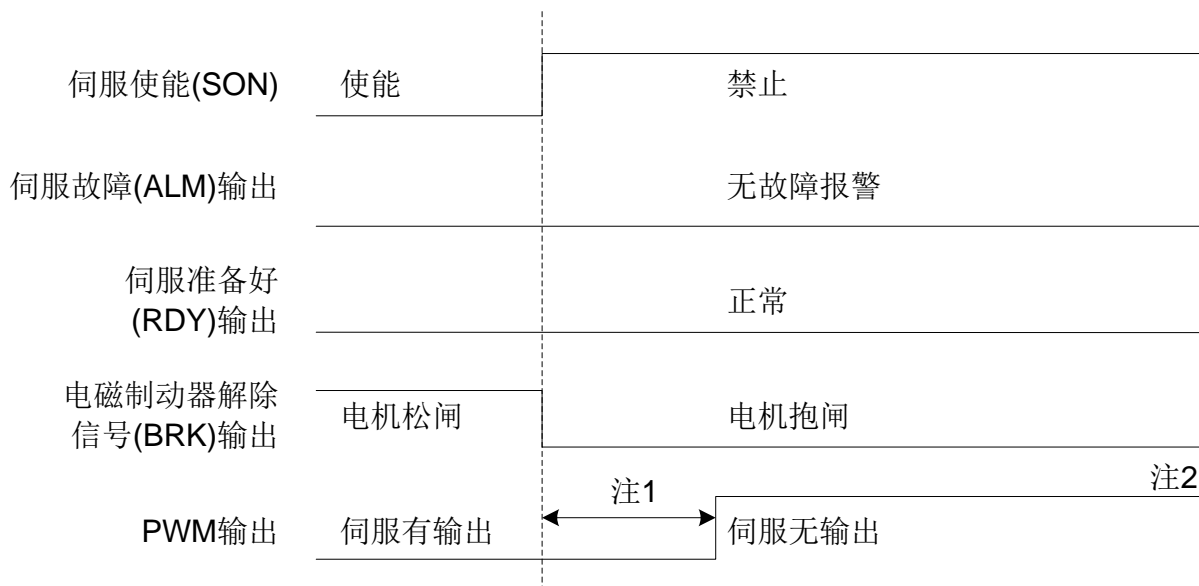 伺服使能(SON) 使能 禁止
伺服故障(ALM)输出 无故障报警
伺服准备好
(RDY)输出 正常
电磁制动器解除
信号(BRK)输出 电机松闸 电机抱闸
注1 注2
PWM输出 伺服有输出 伺服无输出